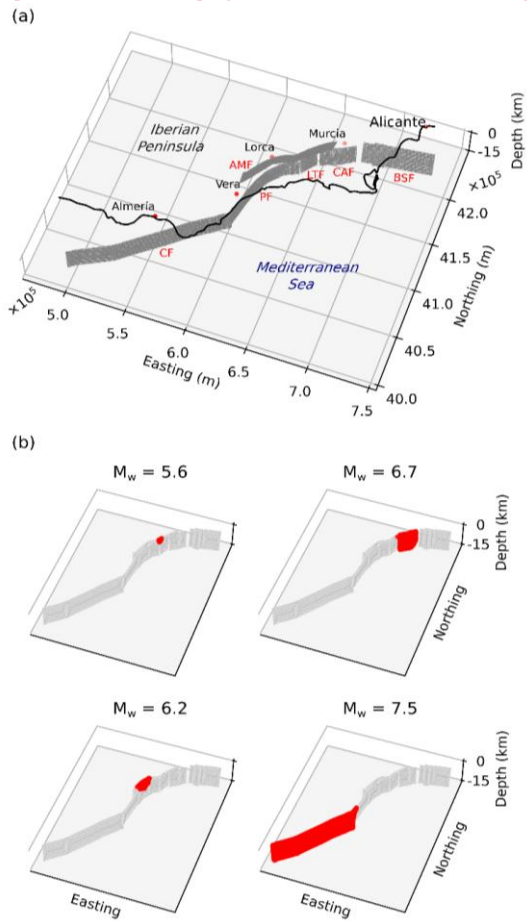 (a)
Iberian
Peninsula
Alicante
Murcia
Lorca
AMF
LTF
CAF
BSF
Vera
PF
Almería
CF
Mediterranean
Sea
0
-15
Depth (km)
×10⁵
42.0
41.5
41.0
40.5
40.0
Northing (m)
×10⁵
5.0
5.5
6.0
6.5
7.0
7.5
Easting (m)
(b)
Mw = 5.6
Mw = 6.7
0
-15
Depth (km)
Northing
Mw = 6.2
Mw = 7.5
0
-15
Depth (km)
Northing
Easting